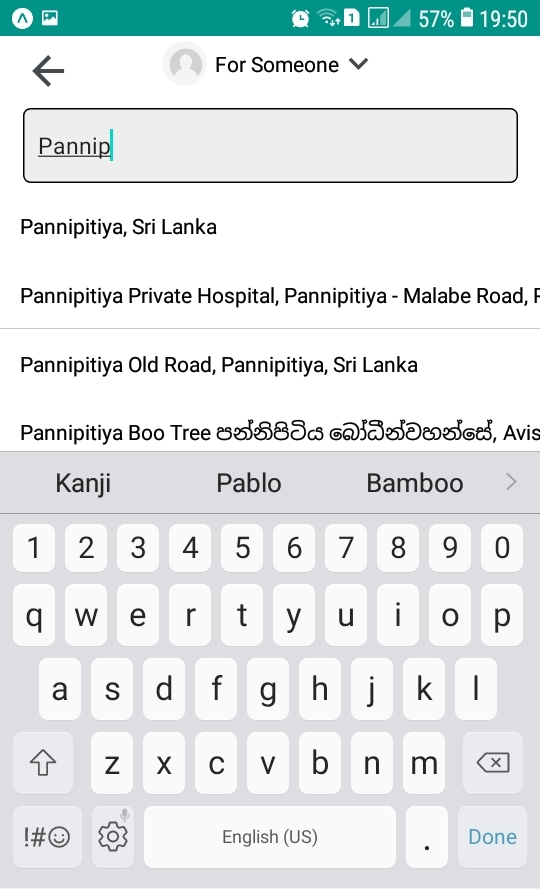 1 57% 19:50
For Someone
Pannip
Pannipitiya, Sri Lanka
Pannipitiya Private Hospital, Pannipitiya - Malabe Road,
Pannipitiya Old Road, Pannipitiya, Sri Lanka
Pannipitiya Boo Tree පන්නිපිටිය බෝධීන්වහන්සේ, Avis
Kanji Pablo Bamboo
1 2 3 4 5 6 7 8 9 0
q w e r t y u i o p
a s d f g h j k l
z x c v b n m
!#☺ English (US) . Done